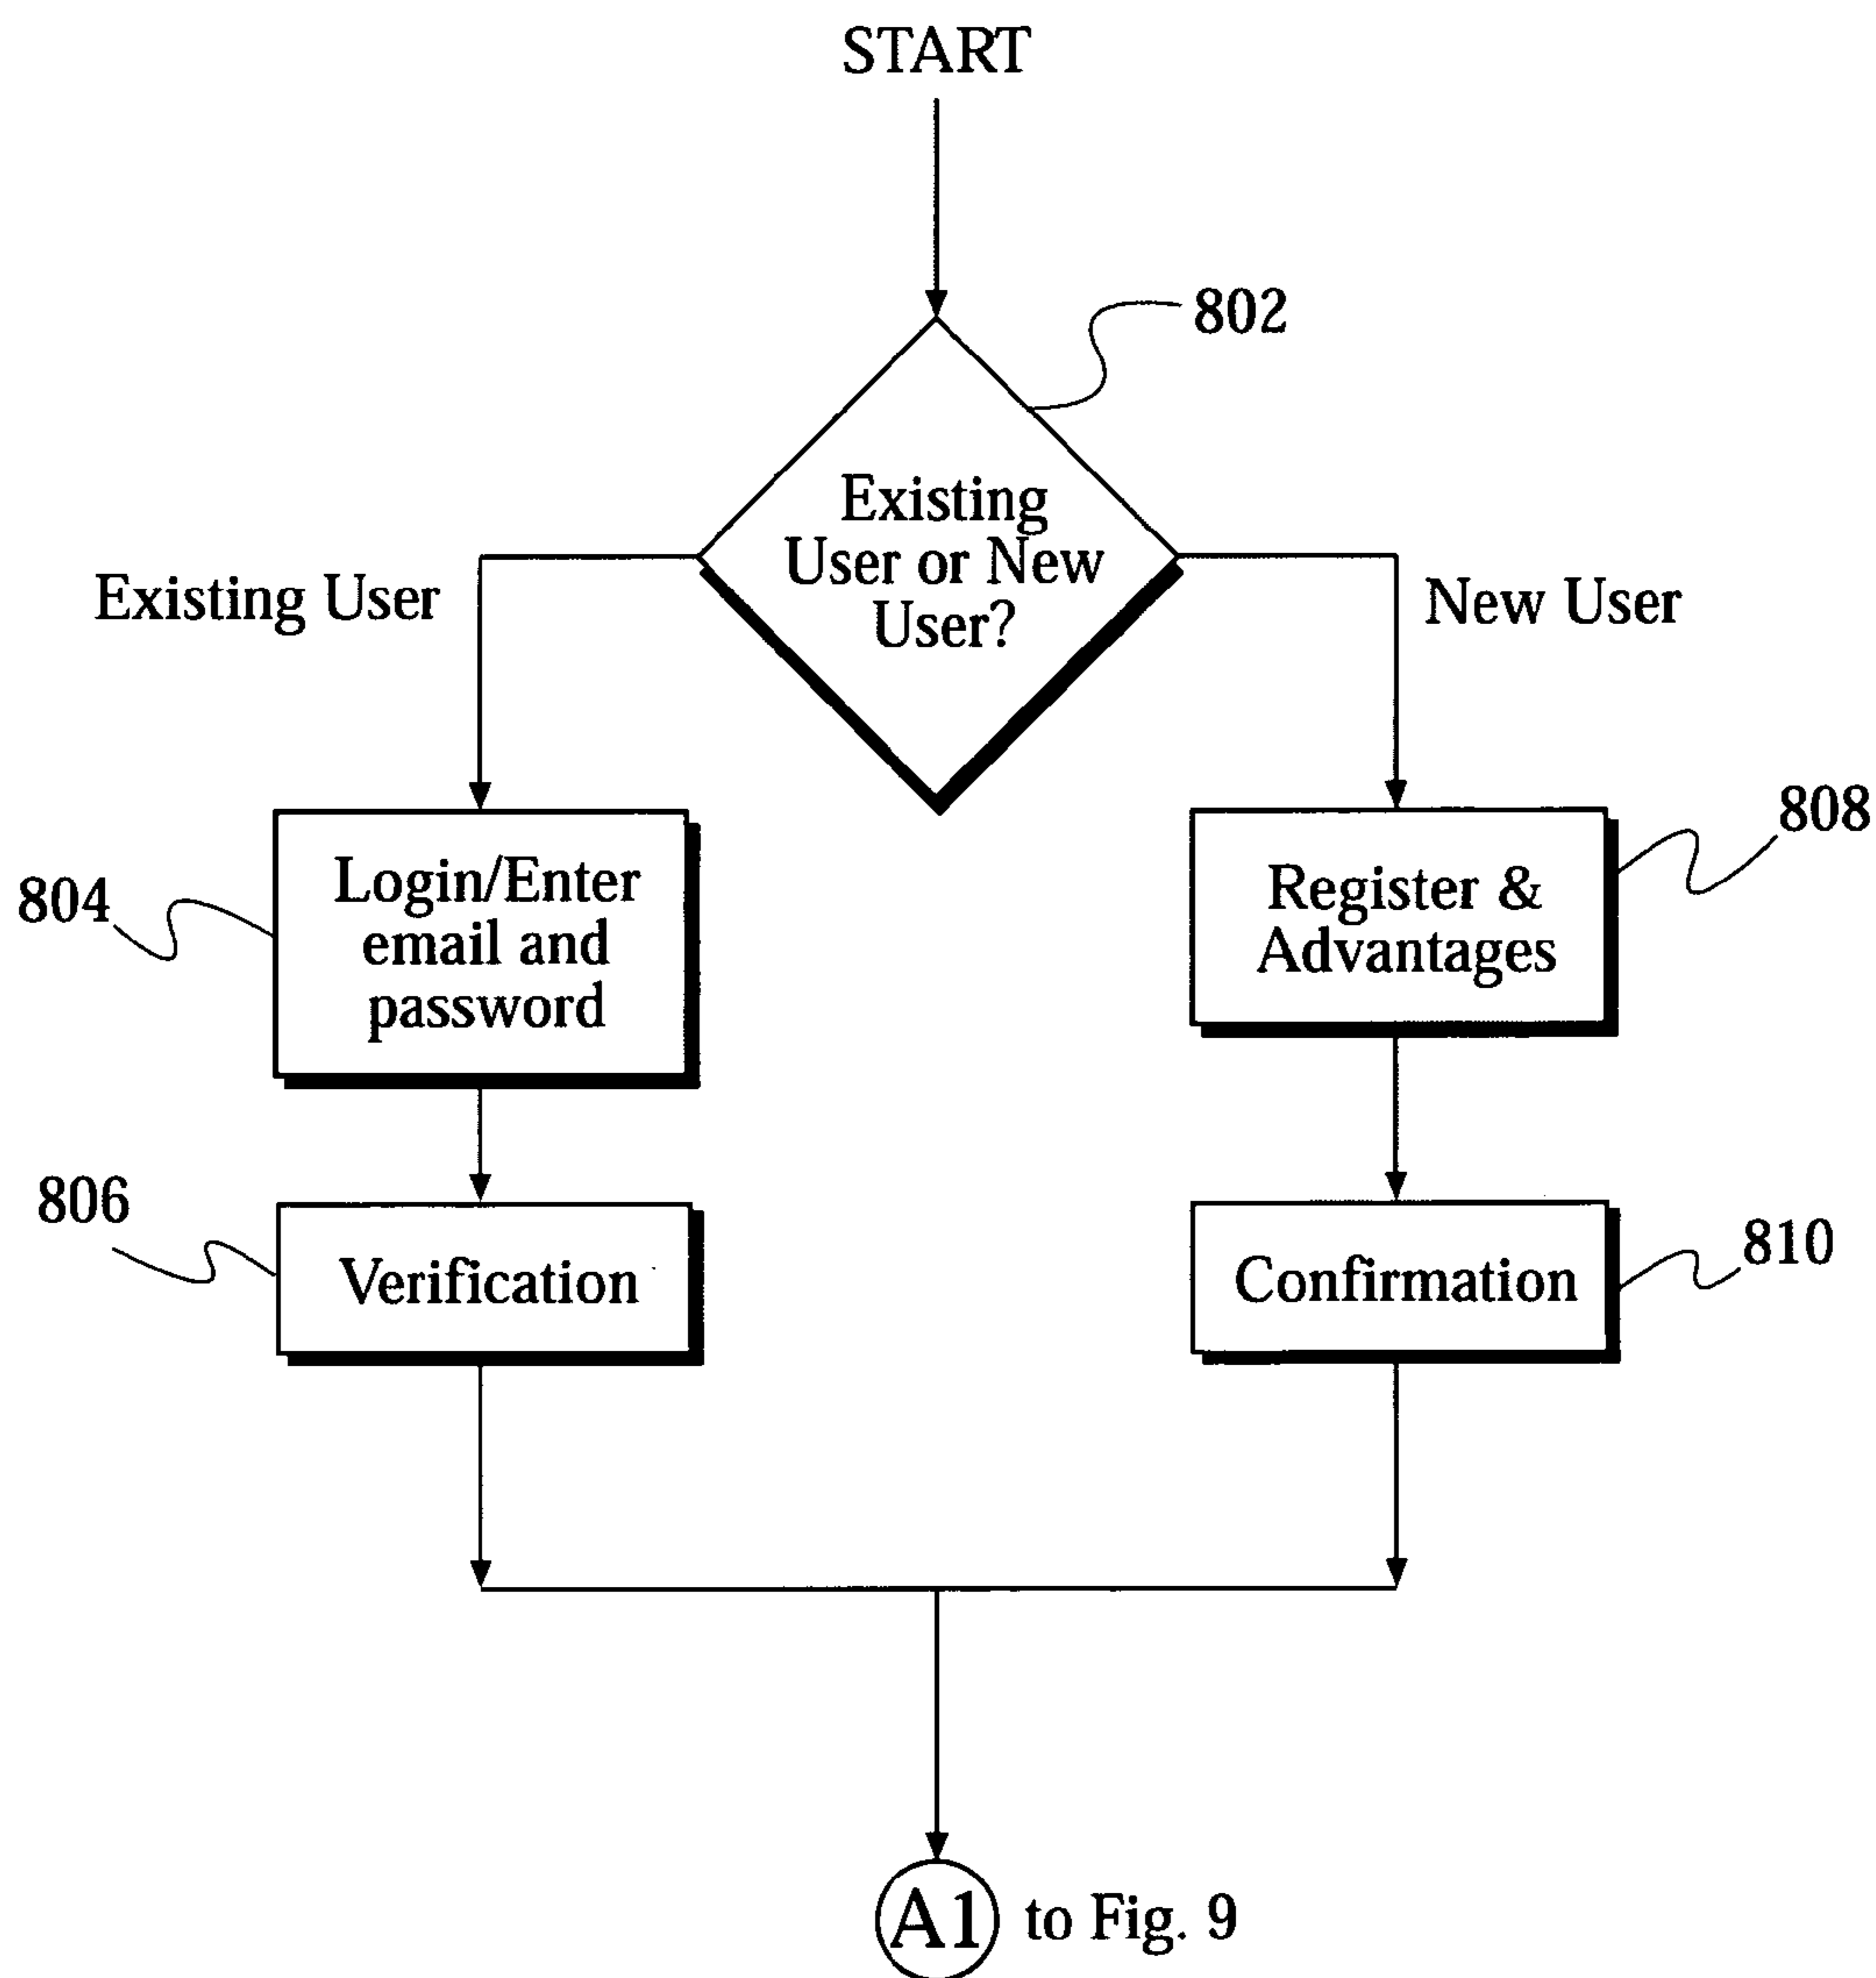 START
802
Existing
User or New
User?
Existing User
New User
804
Login/Enter
email and
password
808
Register &
Advantages
806
Verification
810
Confirmation
A1 to Fig. 9